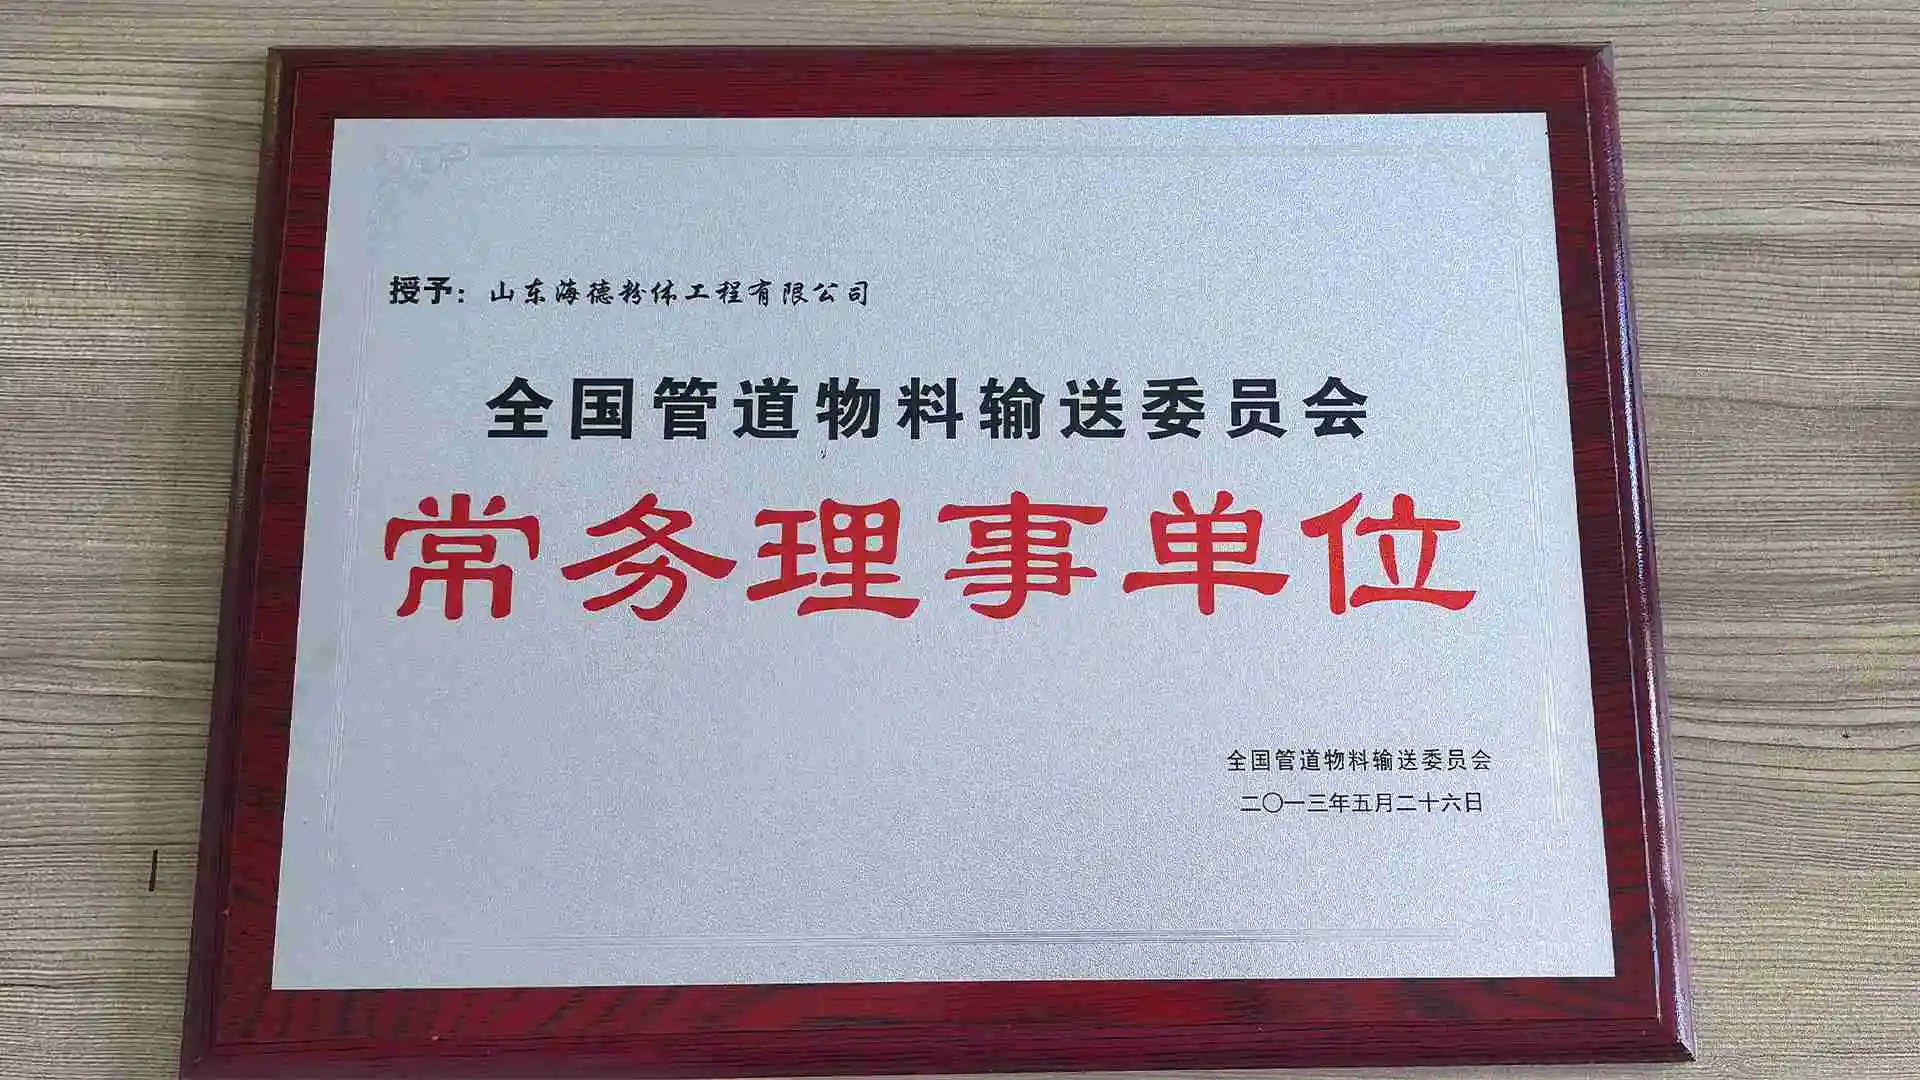 授予：山东海德粉体工程有限公司
全国管道物料输送委员会
常务理事单位
全国管道物料输送委员会
二〇一三年五月二十六日